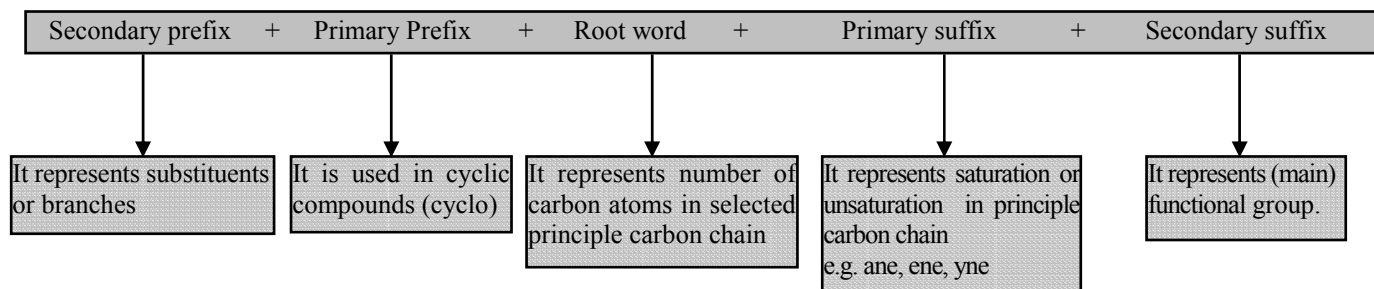 Secondary prefix + Primary Prefix + Root word + Primary suffix + Secondary suffix
It represents substituents
or branches
It is used in cyclic
compounds (cyclo)
It represents number of
carbon atoms in selected
principle carbon chain
It represents saturation or
unsaturation in principle
carbon chain
e.g. ane, ene, yne
It represents (main)
functional group.